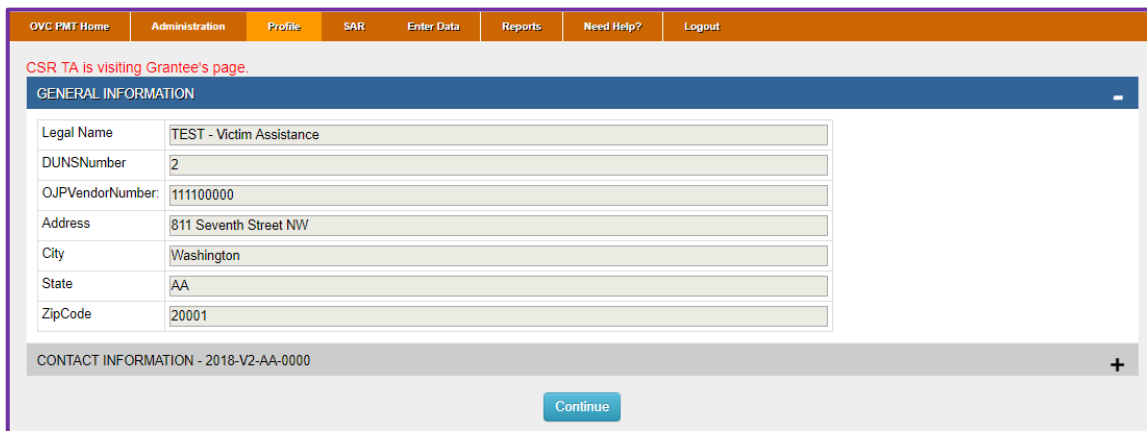 OVC PMT Home Administration Profile SAR Enter Data Reports Need Help? Logout
CSR TA is visiting Grantee's page.
GENERAL INFORMATION -
Legal Name TEST - Victim Assistance
DUNSNumber 2
OJPVendorNumber: 111100000
Address 811 Seventh Street NW
City Washington
State AA
ZipCode 20001
CONTACT INFORMATION - 2018-V2-AA-0000 +
Continue